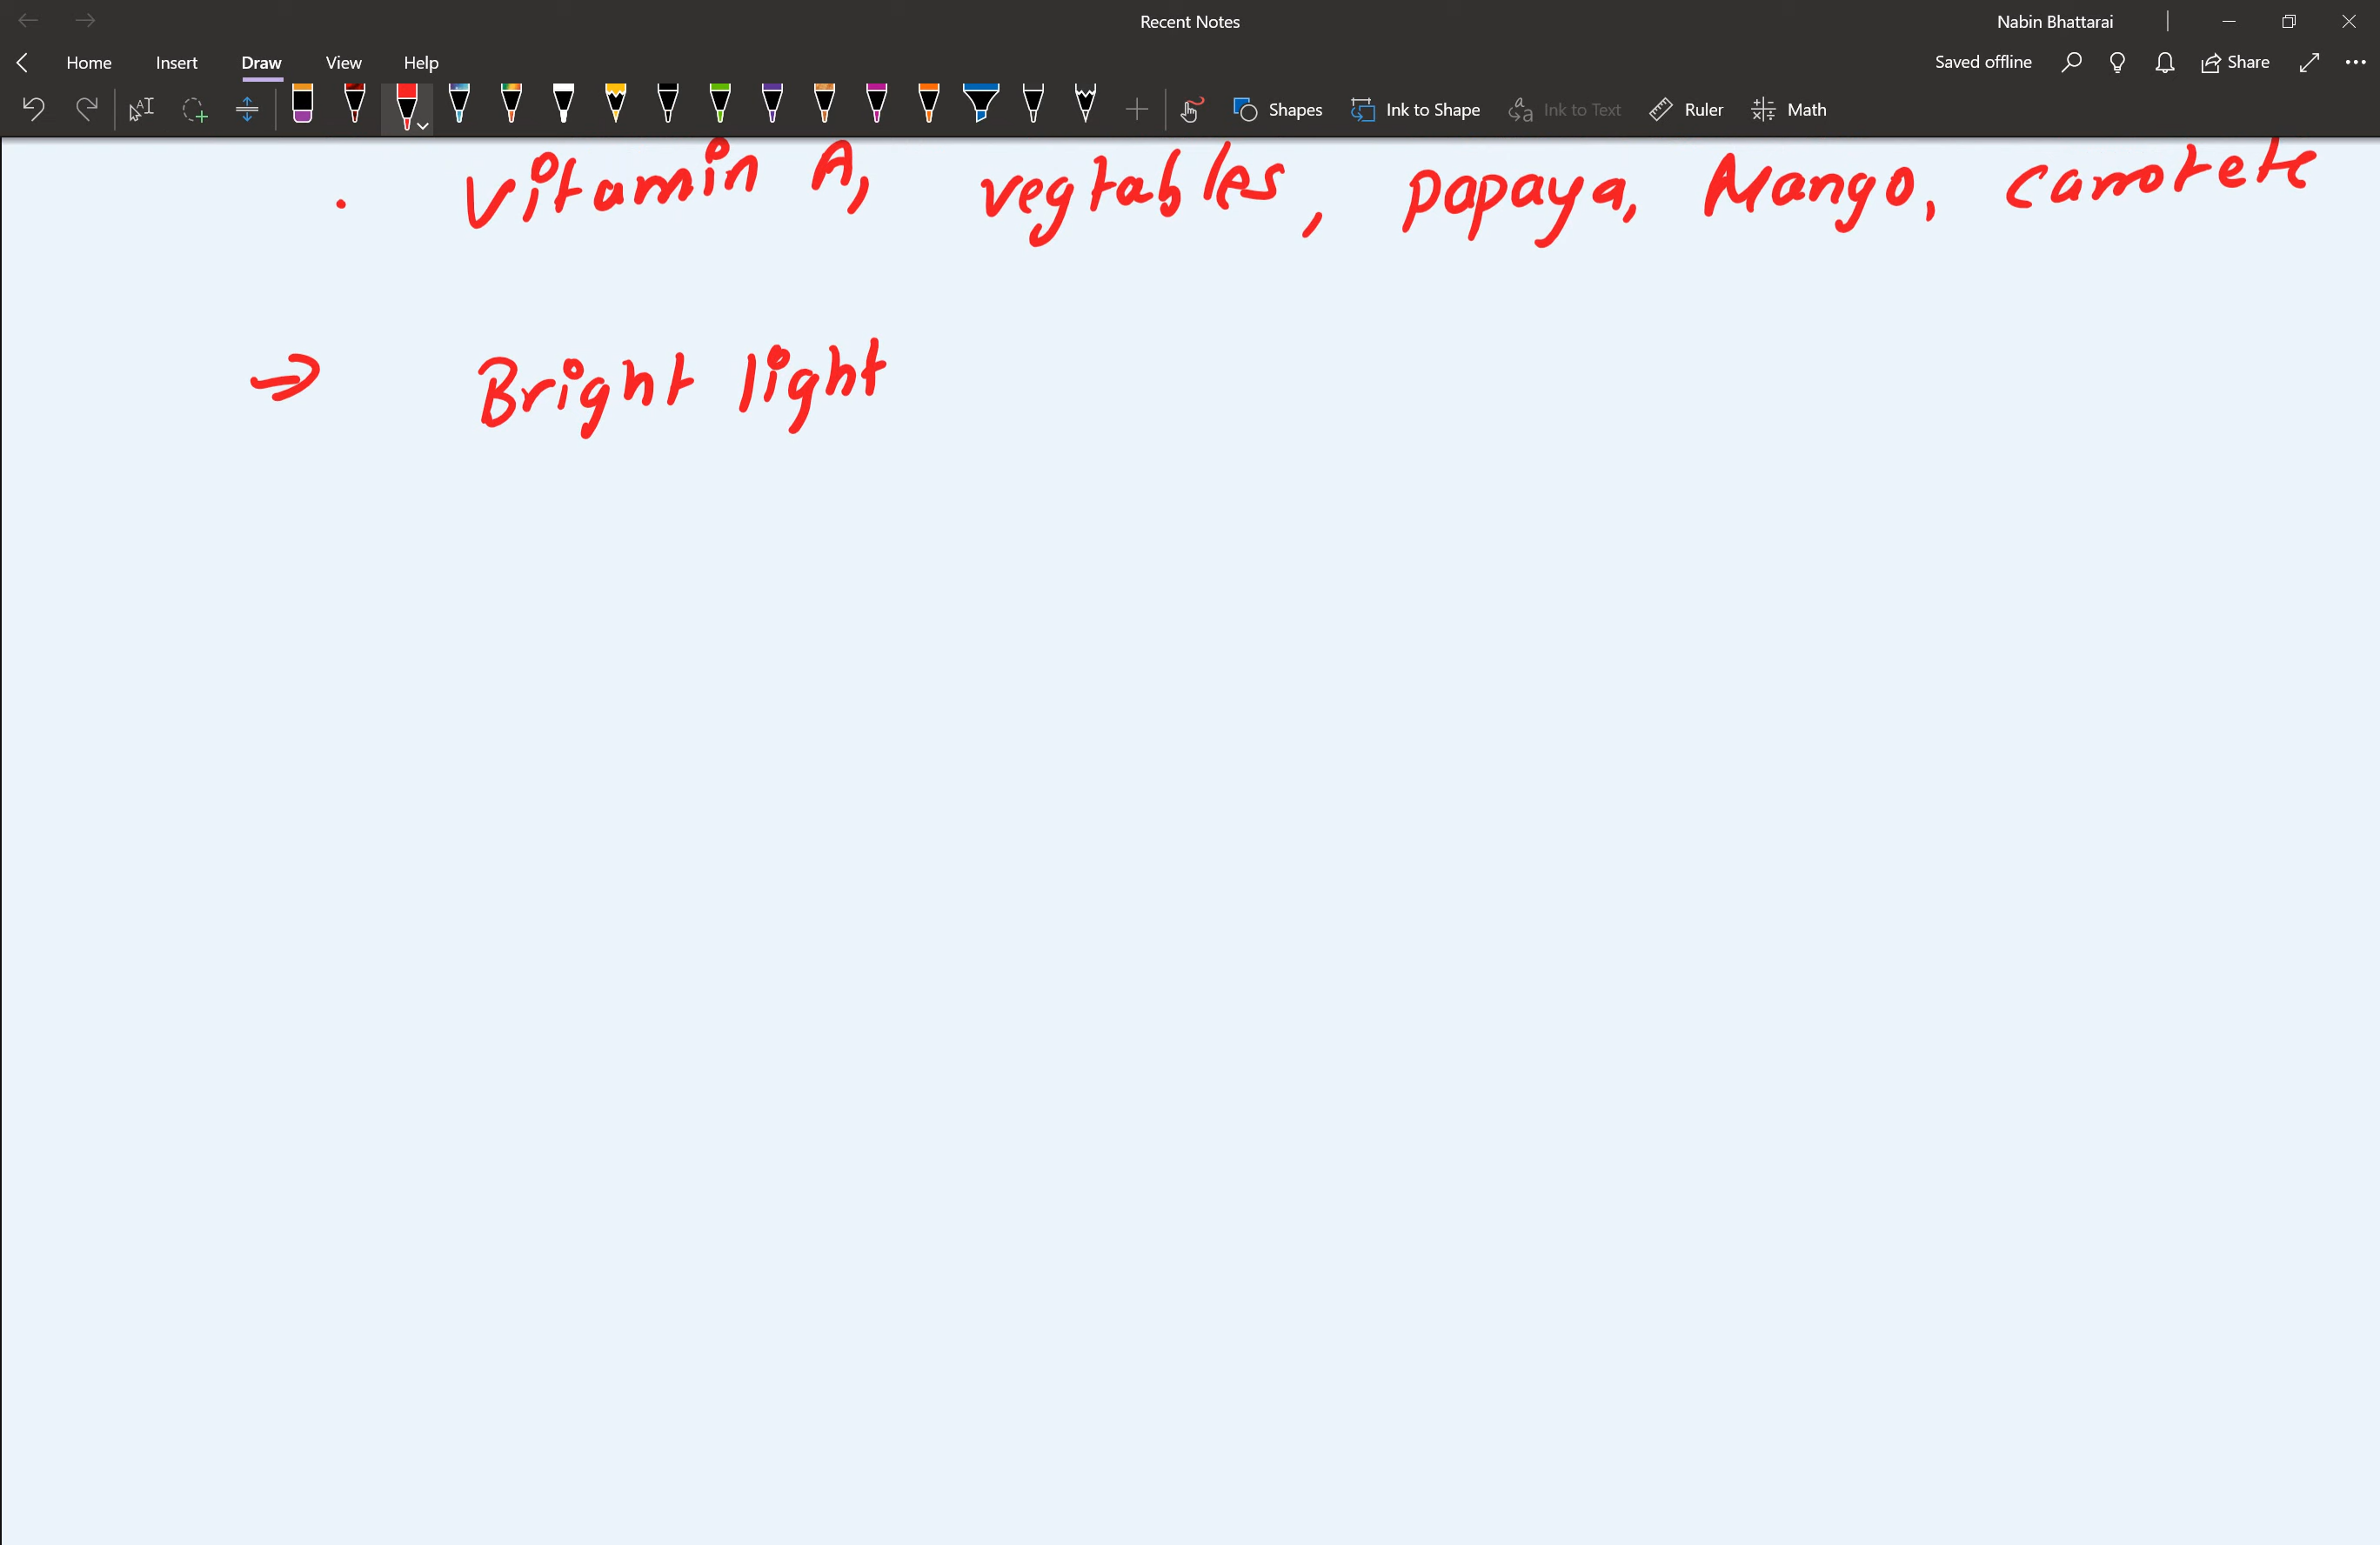 Recent Notes Nabin Bhattarai
Home Insert Draw View Help Saved offline Share
Shapes Ink to Shape Ink to Text Ruler Math
. Vitamin A, vegtables, papaya, Mango, carrotete
⇒ Bright light